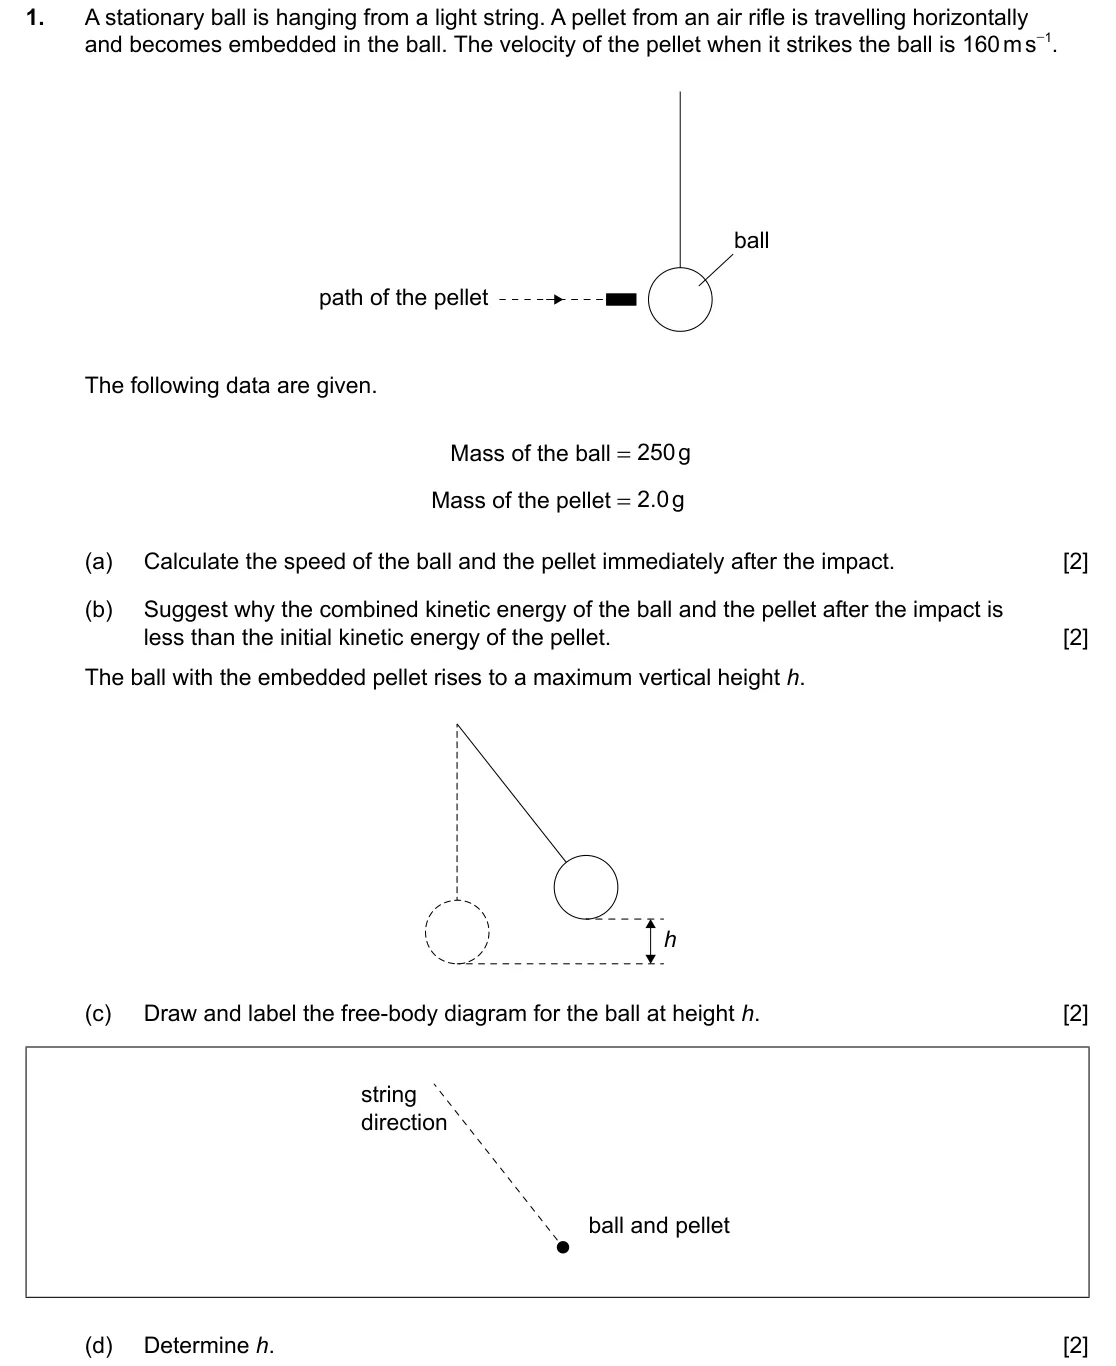 1. A stationary ball is hanging from a light string. A pellet from an air rifle is travelling horizontally
and becomes embedded in the ball. The velocity of the pellet when it strikes the ball is 160 m s⁻¹.
ball
path of the pellet
The following data are given.
Mass of the ball = 250 g
Mass of the pellet = 2.0 g
(a) Calculate the speed of the ball and the pellet immediately after the impact. [2]
(b) Suggest why the combined kinetic energy of the ball and the pellet after the impact is
less than the initial kinetic energy of the pellet. [2]
The ball with the embedded pellet rises to a maximum vertical height h.
h
(c) Draw and label the free-body diagram for the ball at height h. [2]
string
direction
ball and pellet
(d) Determine h. [2]